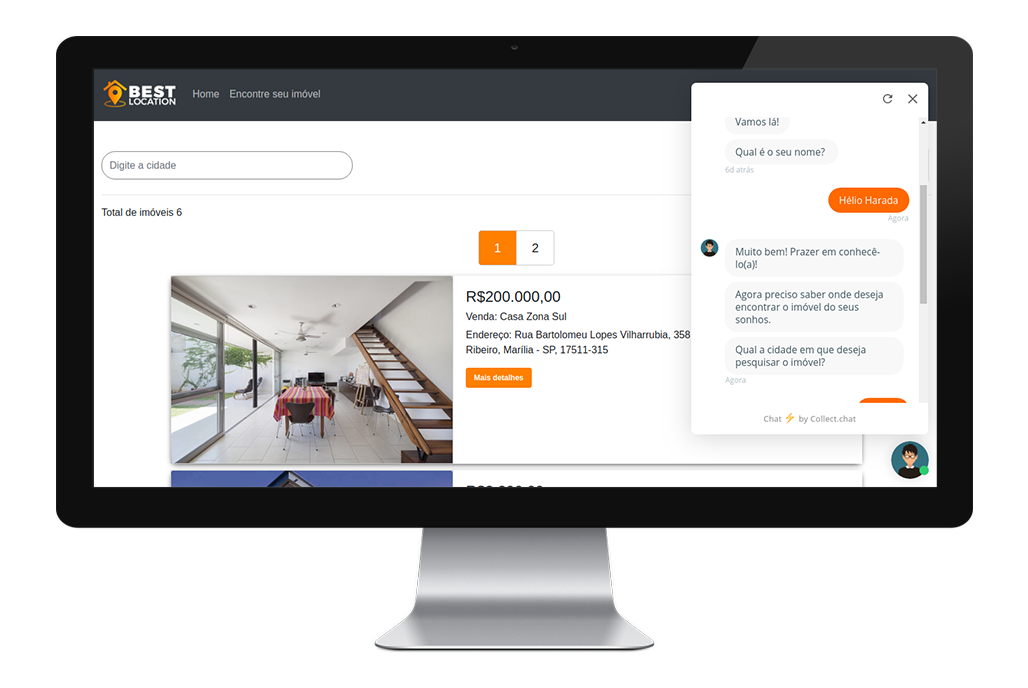 BEST
LOCATION
Home
Encontre seu imóvel
Digite a cidade
Total de imóveis 6
1
2
R$200.000,00
Venda: Casa Zona Sul
Endereço: Rua Bartolomeu Lopes Vilharrubia, 358
Ribeiro, Marília - SP, 17511-315
Mais detalhes
Vamos lá!
Qual é o seu nome?
6d atrás
Hélio Harada
Agora
Muito bem! Prazer em conhecê-
lo(a)!
Agora preciso saber onde deseja
encontrar o imóvel do seus
sonhos.
Qual a cidade em que deseja
pesquisar o imóvel?
Agora
Chat ⚡ by Collect.chat